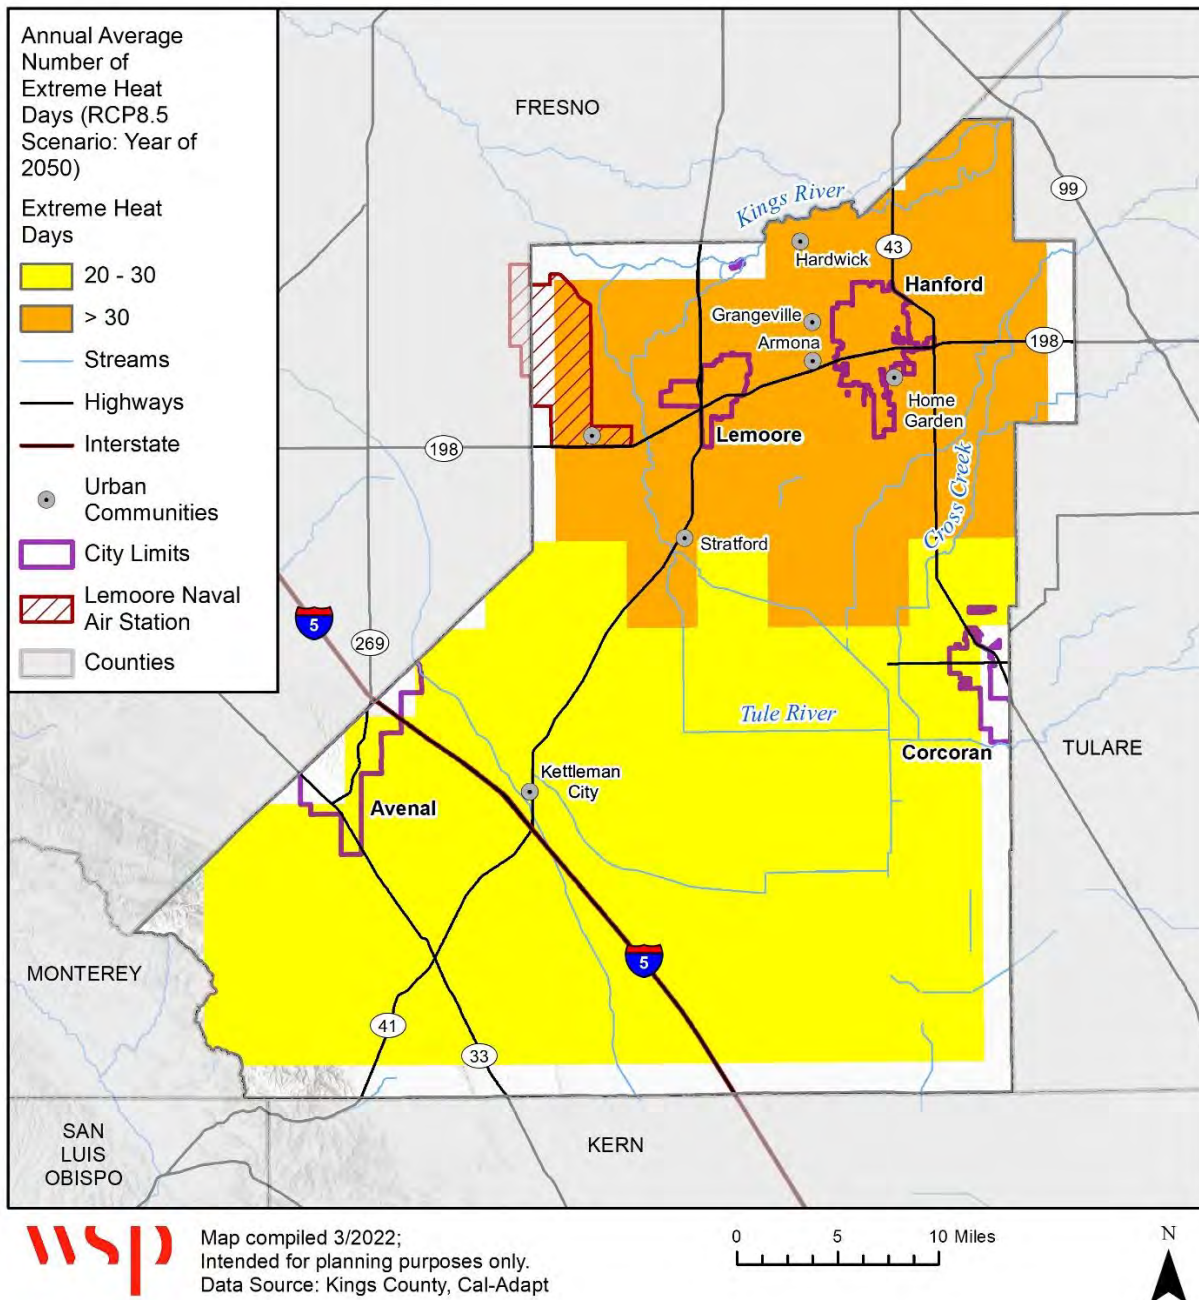 Annual Average
Number of
Extreme Heat
Days (RCP8.5
Scenario: Year of
2050)
Extreme Heat
Days
20 - 30
> 30
Streams
Highways
Interstate
Urban
Communities
City Limits
Lemoore Naval
Air Station
Counties
FRESNO
Kings River
99
43
Hardwick
Hanford
Grangeville
Armona
198
Home
Garden
198
Lemoore
Cross Creek
Stratford
5
269
Tule River
Corcoran
TULARE
Kettleman
City
Avenal
5
MONTEREY
41
33
SAN
LUIS
OBISPO
KERN
wsp
Map compiled 3/2022;
Intended for planning purposes only.
Data Source: Kings County, Cal-Adapt
0 5 10 Miles
N